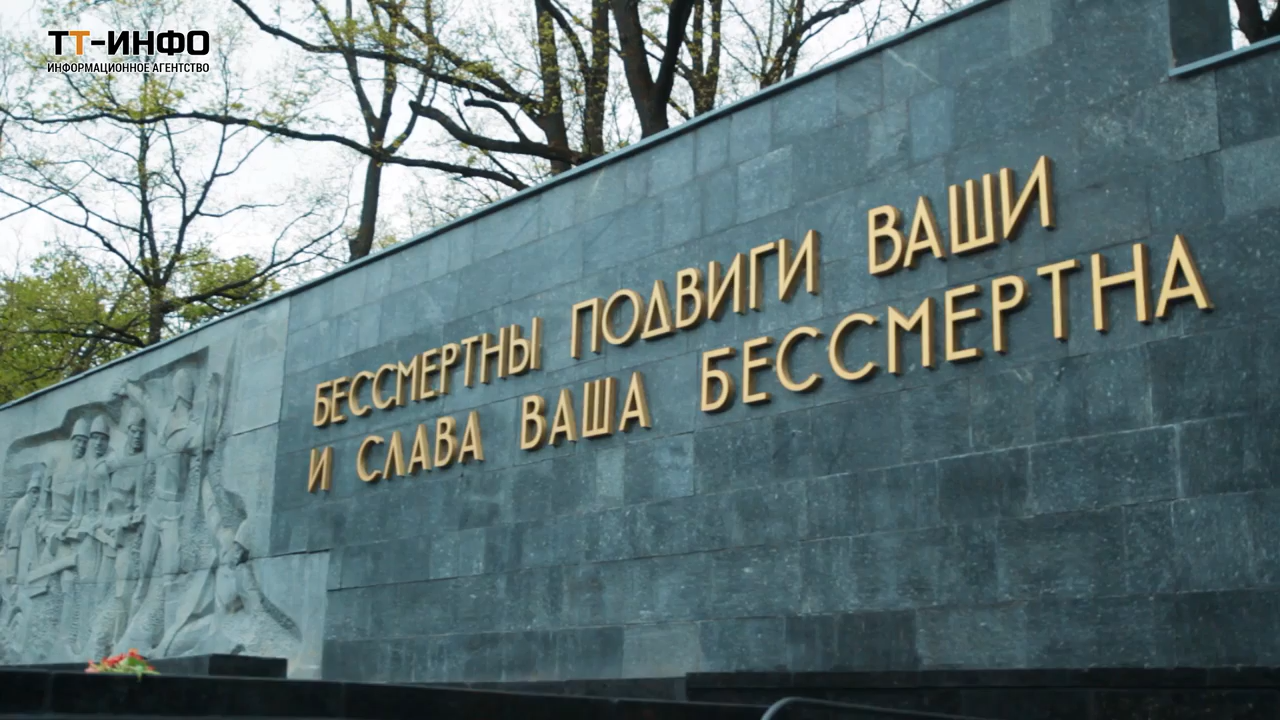 ТТ-ИНФО
ИНФОРМАЦИОННОЕ АГЕНТСТВО
БЕССМЕРТНЫ ПОДВИГИ ВАШИ
И СЛАВА ВАША БЕССМЕРТНА